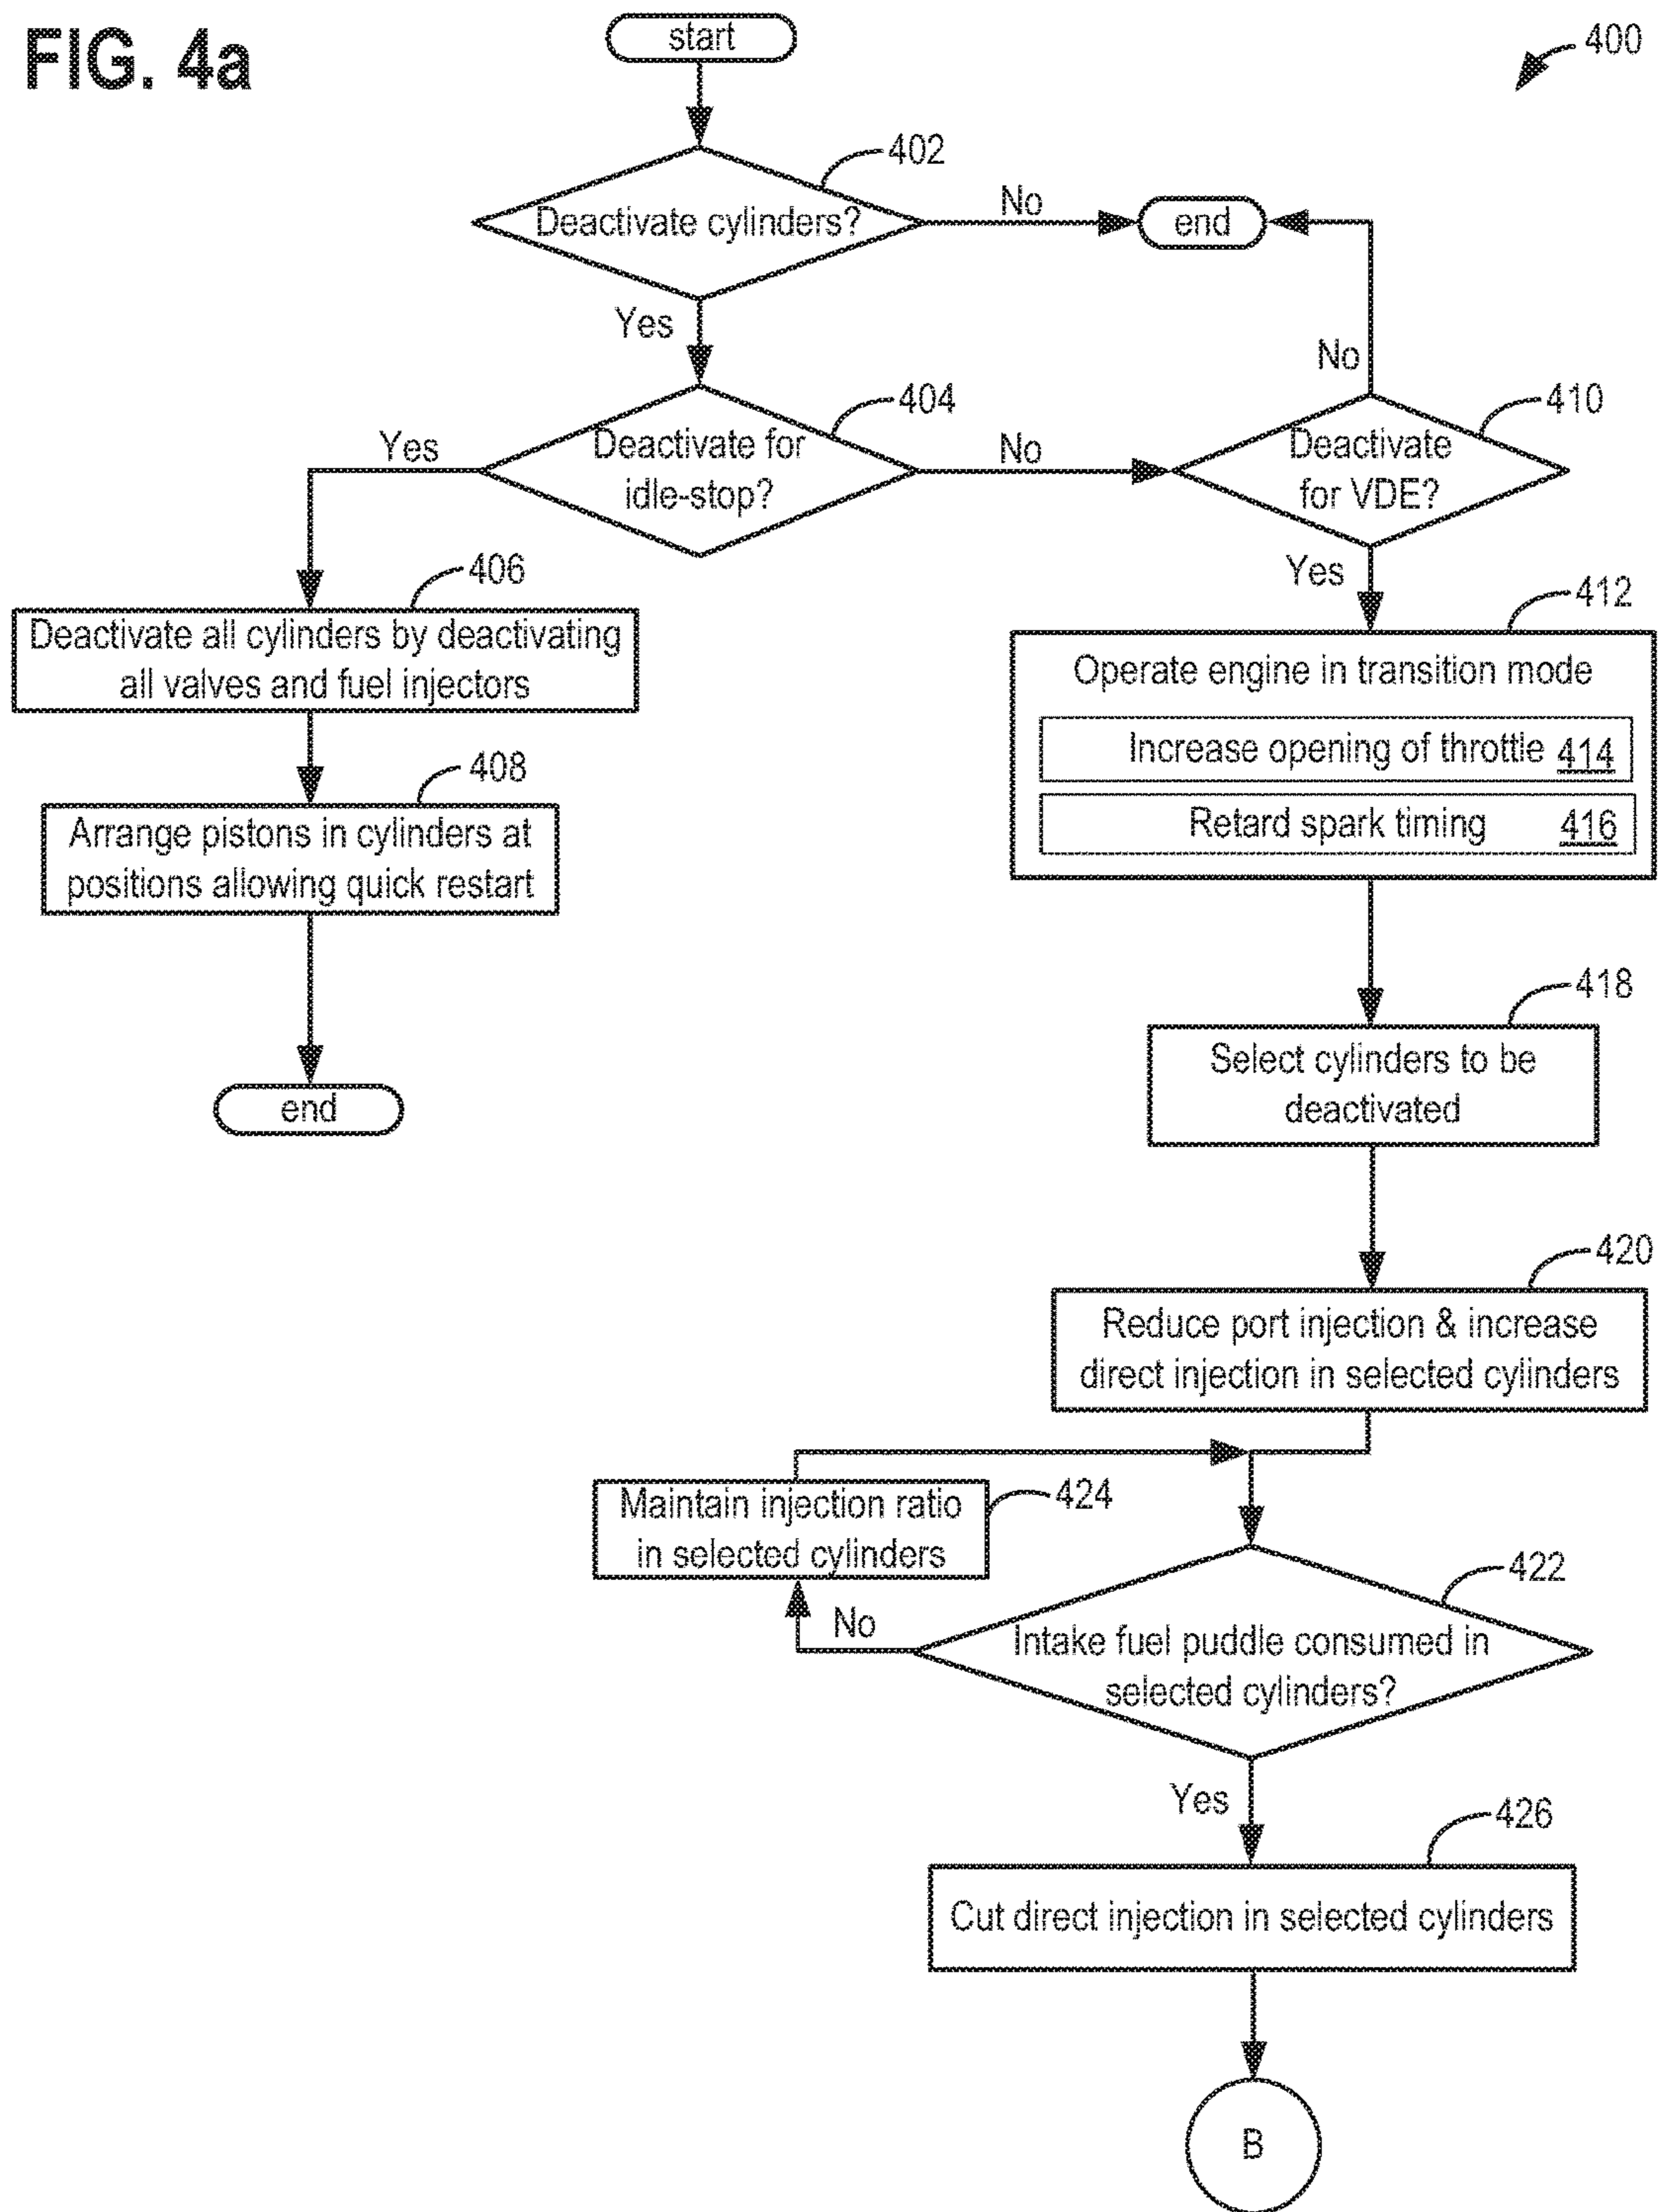 FIG. 4a
start
400
402
Deactivate cylinders?
No
end
Yes
No
404
Deactivate for
idle-stop?
Yes
No
410
Deactivate
for VDE?
Yes
406
Deactivate all cylinders by deactivating
all valves and fuel injectors
408
Arrange pistons in cylinders at
positions allowing quick restart
end
412
Operate engine in transition mode
Increase opening of throttle 414
Retard spark timing 416
418
Select cylinders to be
deactivated
420
Reduce port injection & increase
direct injection in selected cylinders
Maintain injection ratio
in selected cylinders
424
422
No
Intake fuel puddle consumed in
selected cylinders?
Yes
426
Cut direct injection in selected cylinders
B